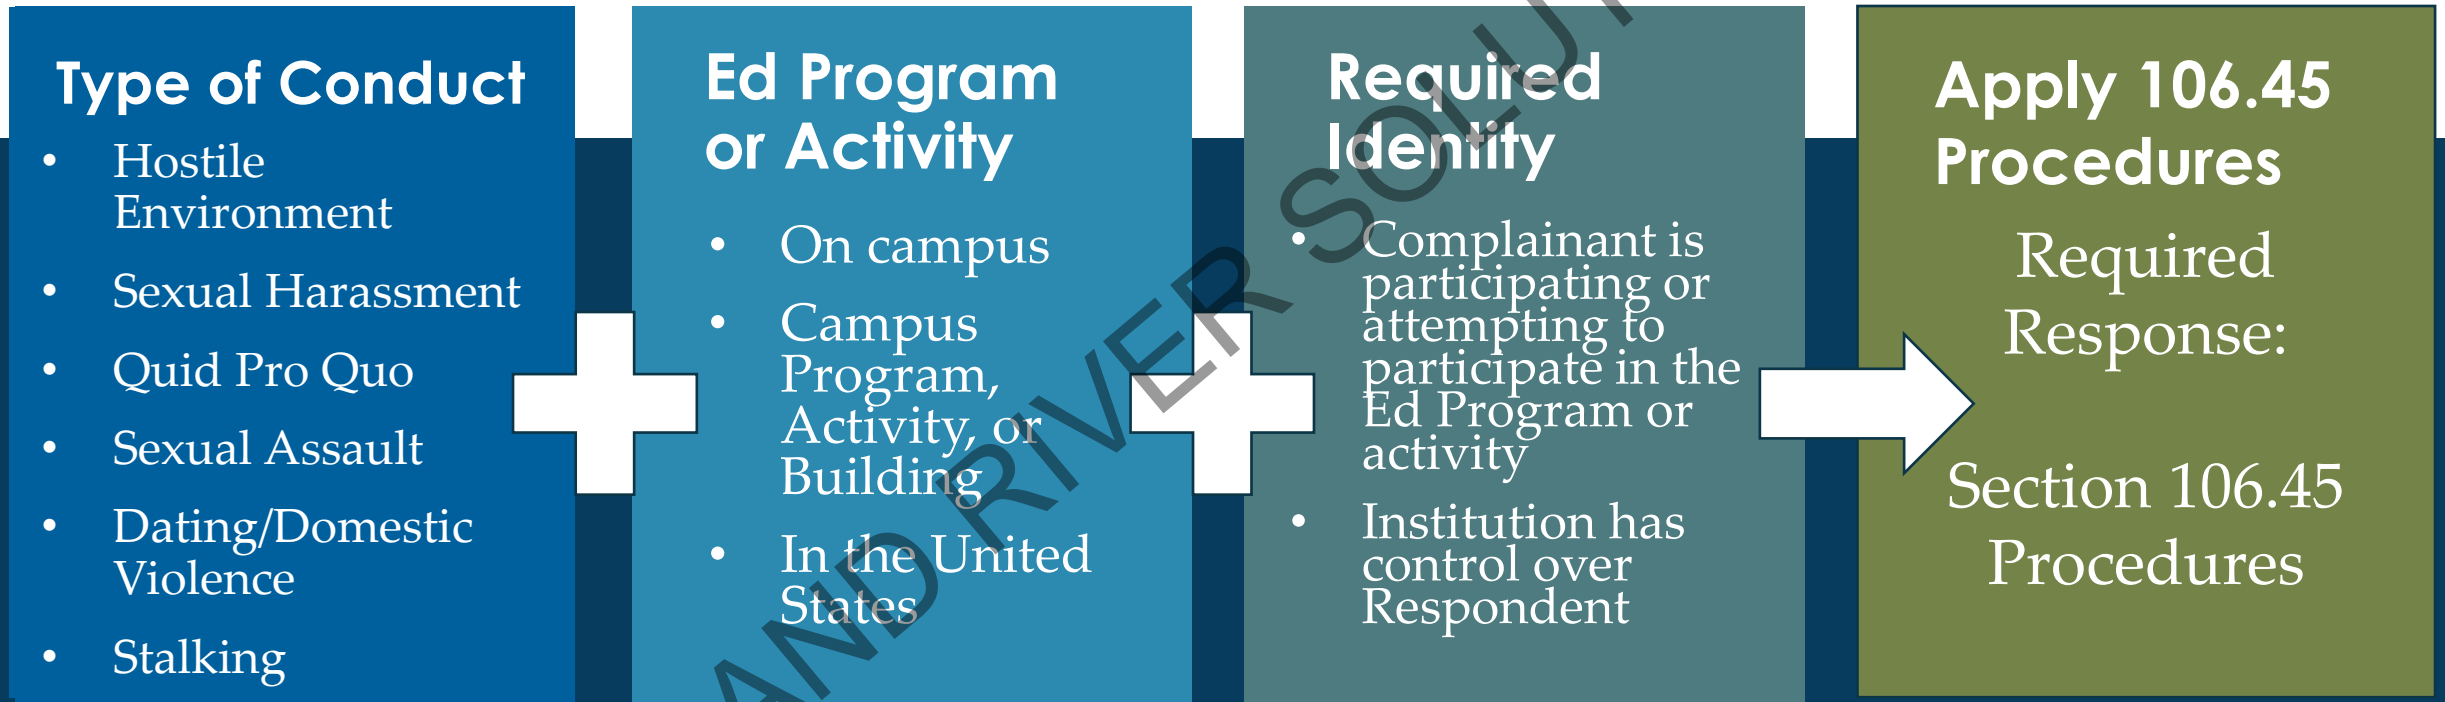 Type of Conduct
• Hostile
Environment
• Sexual Harassment
• Quid Pro Quo
• Sexual Assault
• Dating/Domestic
Violence
• Stalking
Ed Program
or Activity
• On campus
• Campus
Program,
Activity, or
Building
• In the United
States
Required
Identity
• Complainant is
participating or
attempting to
participate in the
Ed Program or
activity
• Institution has
control over
Respondent
Apply 106.45
Procedures
Required
Response:
Section 106.45
Procedures
AND RIVER SOLUT